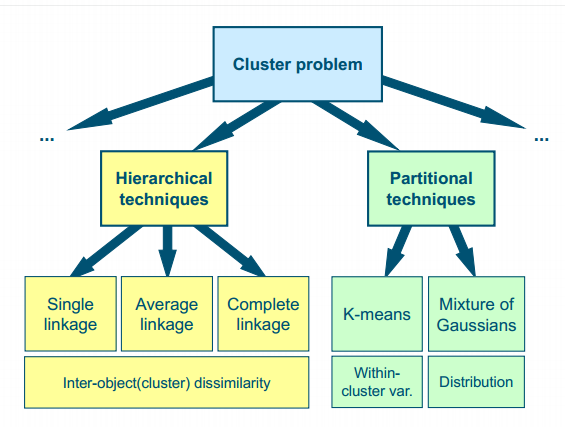 Cluster problem
...
...
Hierarchical
techniques
Partitional
techniques
Single
linkage
Average
linkage
Complete
linkage
K-means
Mixture of
Gaussians
Inter-object(cluster) dissimilarity
Within-
cluster var.
Distribution